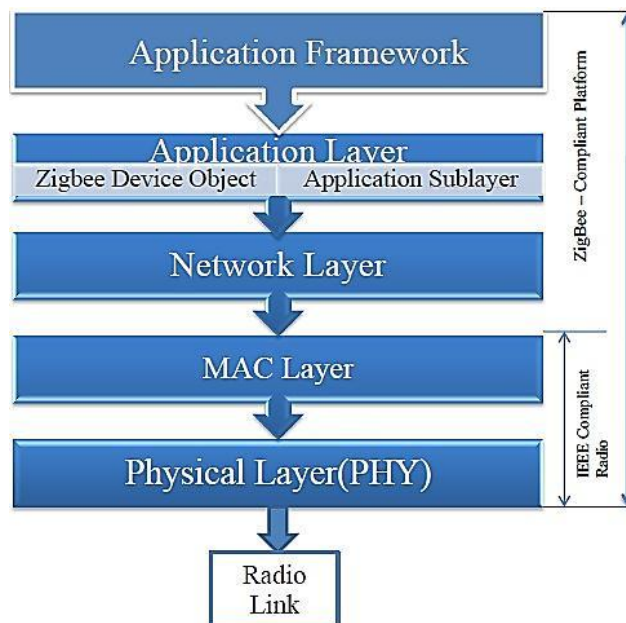 Application Framework
Application Layer
Zigbee Device Object
Application Sublayer
Network Layer
MAC Layer
Physical Layer(PHY)
Radio
Link
ZigBee – Compliant Platform
IEEE Compliant
Radio